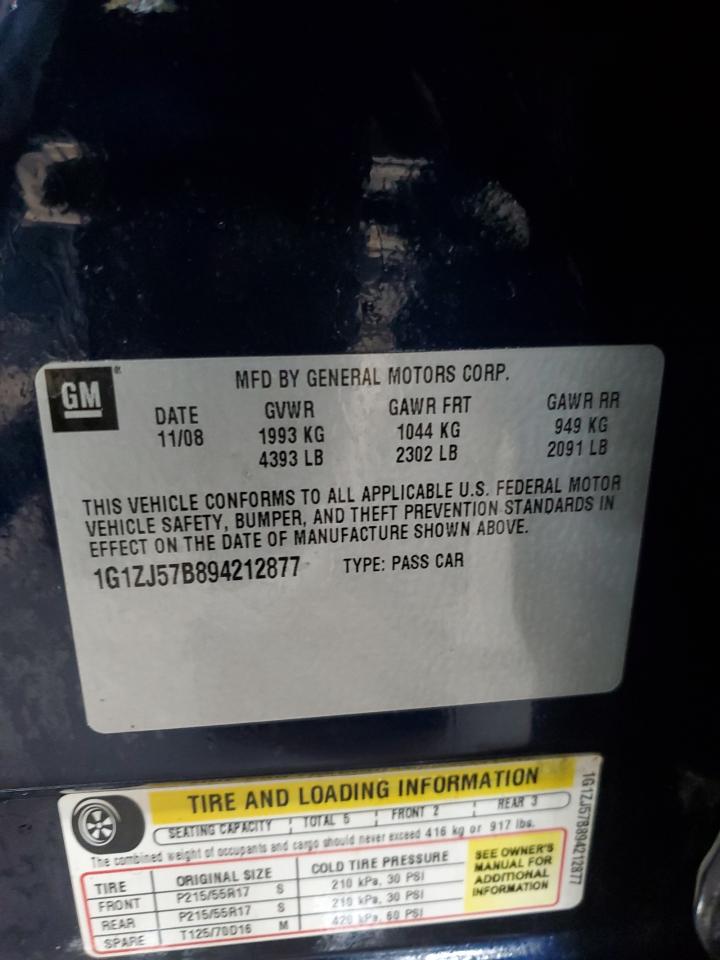 GM
MFD BY GENERAL MOTORS CORP.
DATE GVWR GAWR FRT GAWR RR
11/08 1993 KG 1044 KG 949 KG
4393 LB 2302 LB 2091 LB
THIS VEHICLE CONFORMS TO ALL APPLICABLE U.S. FEDERAL MOTOR
VEHICLE SAFETY, BUMPER, AND THEFT PREVENTION STANDARDS IN
EFFECT ON THE DATE OF MANUFACTURE SHOWN ABOVE.
1G1ZJ57B894212877 TYPE: PASS CAR
TIRE AND LOADING INFORMATION
SEATING CAPACITY TOTAL 5 FRONT 2 REAR 3
The combined weight of occupants and cargo should never exceed 416 kg or 917 lbs.
TIRE ORIGINAL SIZE COLD TIRE PRESSURE
FRONT P215/55R17 S 210 kPa, 30 PSI
REAR P215/55R17 S 210 kPa, 30 PSI
SPARE T125/70D16 M 420 kPa, 60 PSI
SEE OWNER'S
MANUAL FOR
ADDITIONAL
INFORMATION
1G1ZJ57B894212877